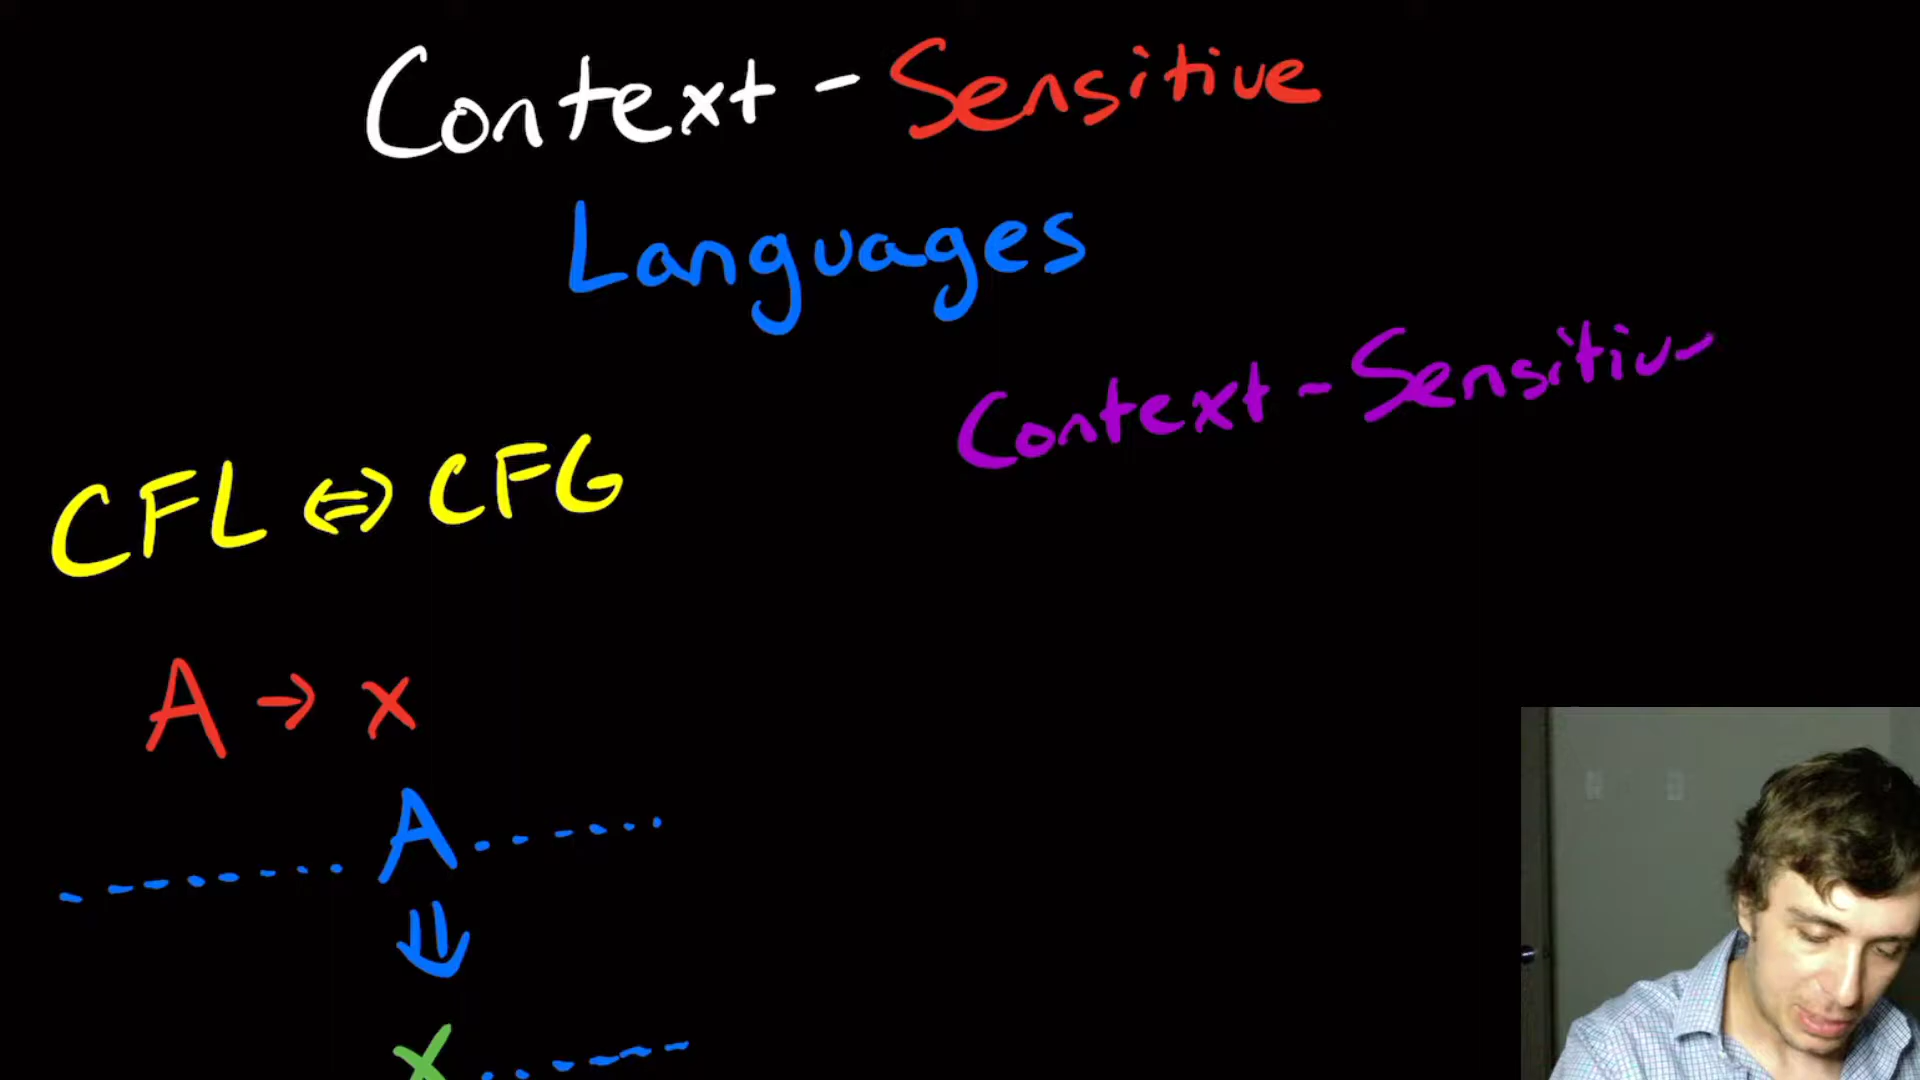 Context-Sensitive
Languages
Context-Sensitiv
CFL ⇔ CFG
A → x
A
⇓
x